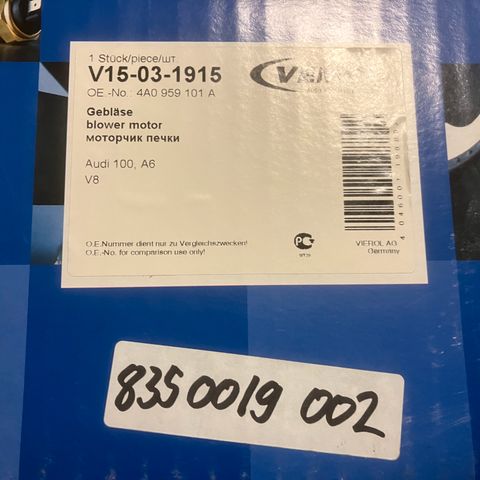 1 Stück/piece/шт.
V15-03-1915
OE.-No.: 4A0 959 101 A
Gebläse
blower motor
моторчик печки
Audi 100, A6
V8
O.E.Nummer dient nur zu Vergleichszwecken!
O.E.-No. for comparison use only!
VIEROL AG
Germany
8350019 002